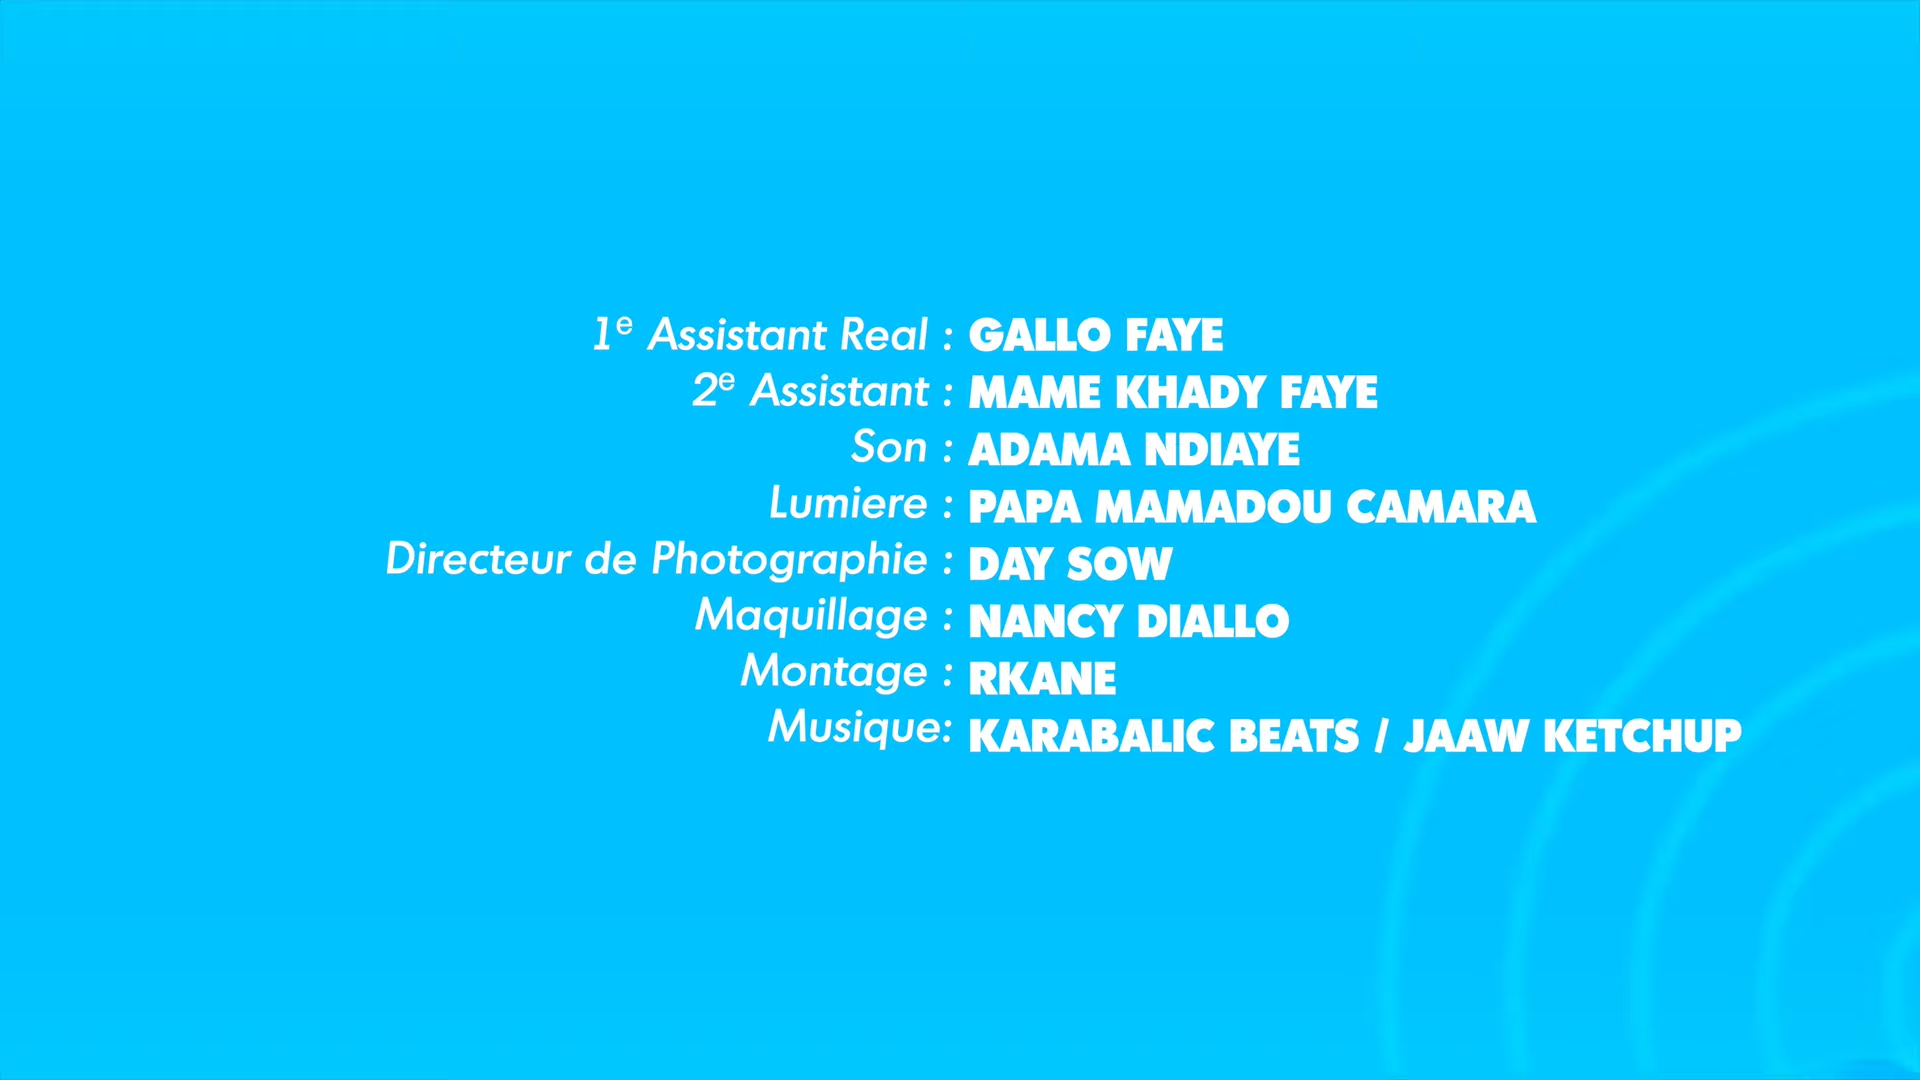 1e Assistant Real : GALLO FAYE
2e Assistant : MAME KHADY FAYE
Son : ADAMA NDIAYE
Lumiere : PAPA MAMADOU CAMARA
Directeur de Photographie : DAY SOW
Maquillage : NANCY DIALLO
Montage : RKANE
Musique: KARABALIC BEATS / JAAW KETCHUP